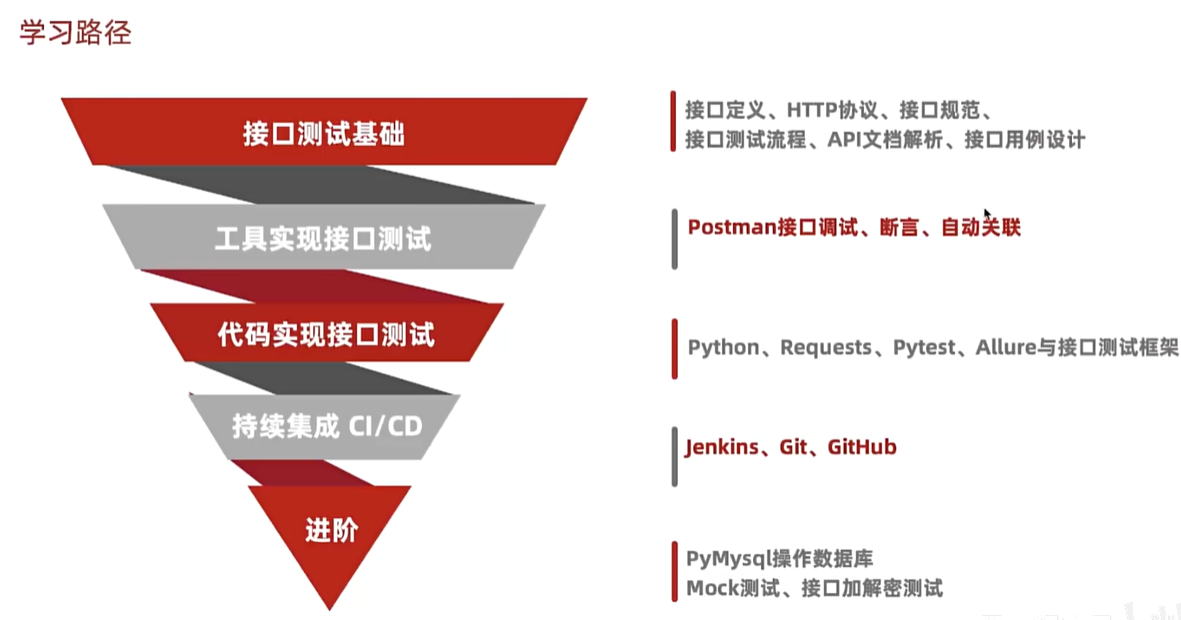 学习路径
接口测试基础
接口定义、HTTP协议、接口规范、
接口测试流程、API文档解析、接口用例设计
工具实现接口测试
Postman接口调试、断言、自动关联
代码实现接口测试
Python、Requests、Pytest、Allure与接口测试框架
持续集成 CI/CD
Jenkins、Git、GitHub
进阶
PyMysql操作数据库
Mock测试、接口加解密测试